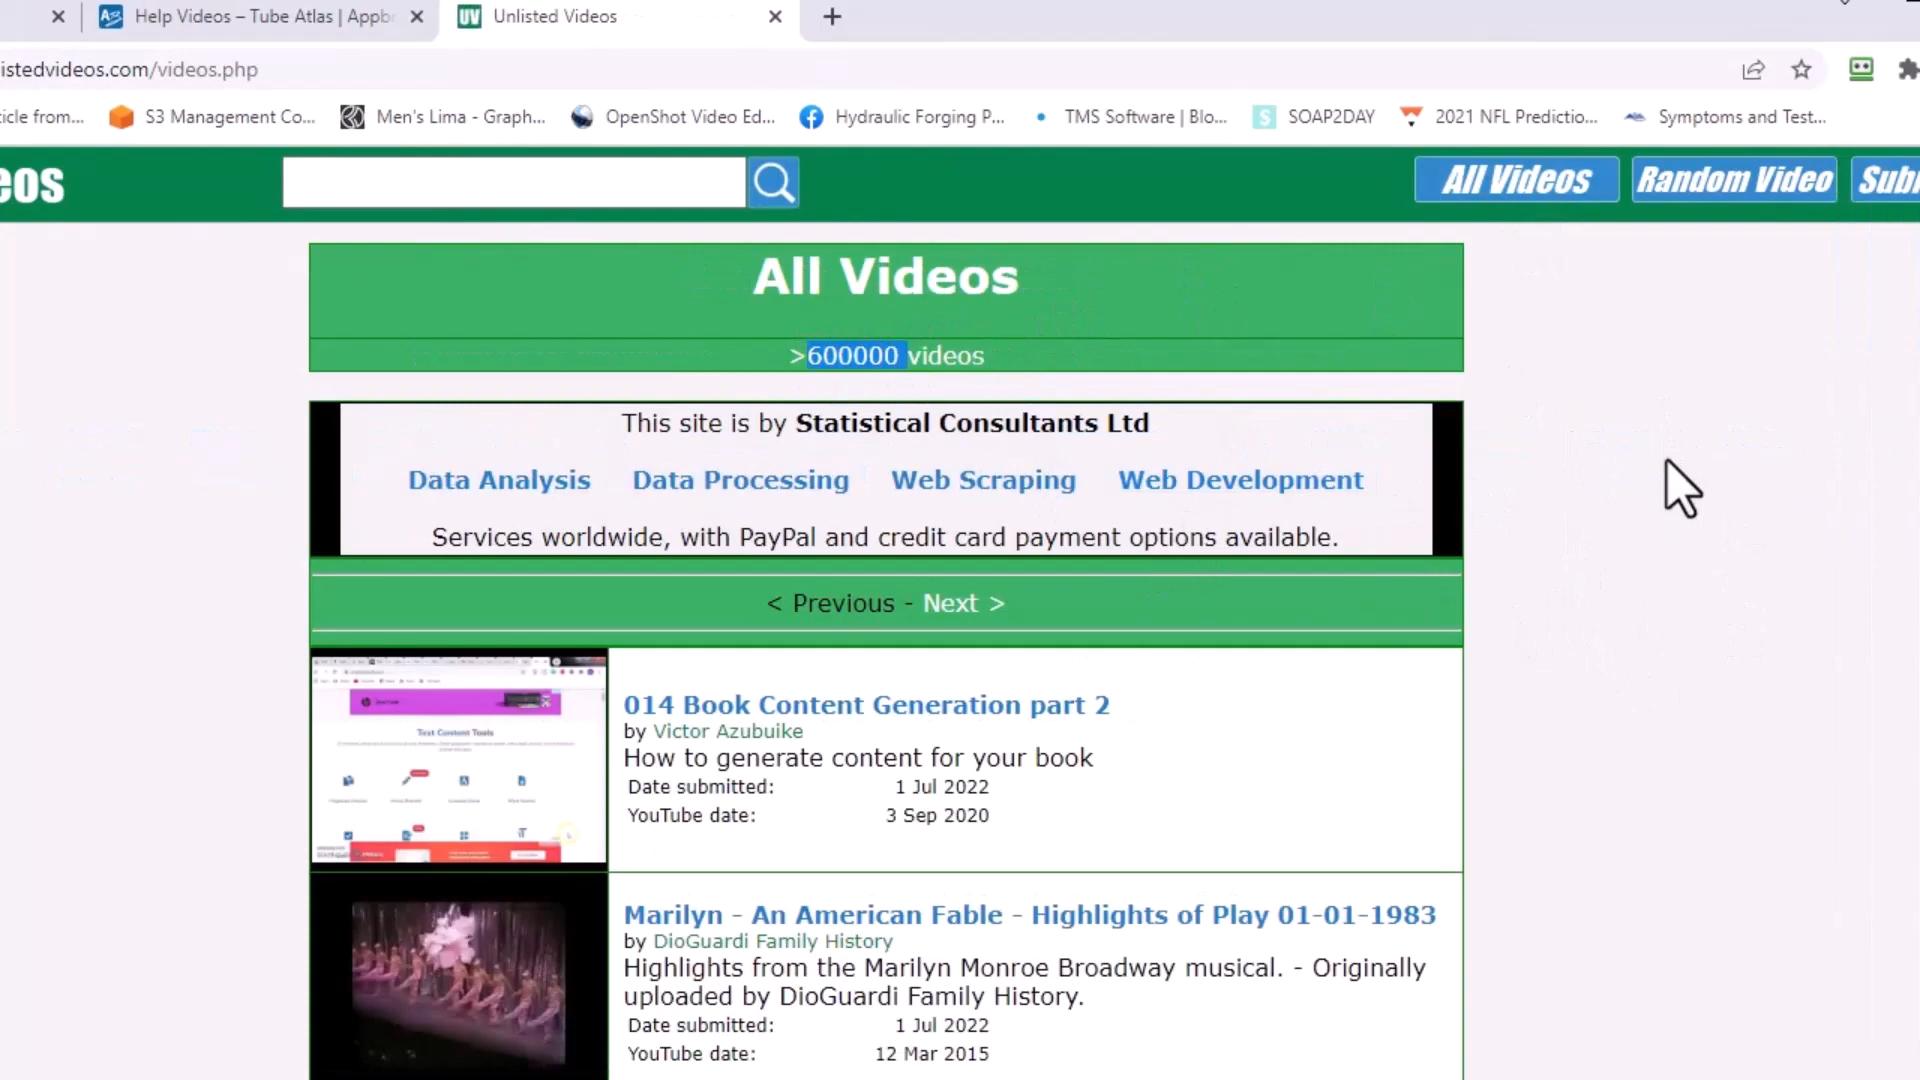 Help Videos – Tube Atlas | Appbr
UV Unlisted Videos
istedvideos.com/videos.php
icle from... S3 Management Co... Men's Lima - Graph... OpenShot Video Ed... Hydraulic Forging P... TMS Software | Blo... S SOAP2DAY 2021 NFL Predictio... Symptoms and Test...
eos All Videos Random Video Sub
All Videos
>600000 videos
This site is by Statistical Consultants Ltd
Data Analysis Data Processing Web Scraping Web Development
Services worldwide, with PayPal and credit card payment options available.
< Previous - Next >
Text Content Tools
014 Book Content Generation part 2
by Victor Azubuike
How to generate content for your book
Date submitted: 1 Jul 2022
YouTube date: 3 Sep 2020
Marilyn - An American Fable - Highlights of Play 01-01-1983
by DioGuardi Family History
Highlights from the Marilyn Monroe Broadway musical. - Originally
uploaded by DioGuardi Family History.
Date submitted: 1 Jul 2022
YouTube date: 12 Mar 2015